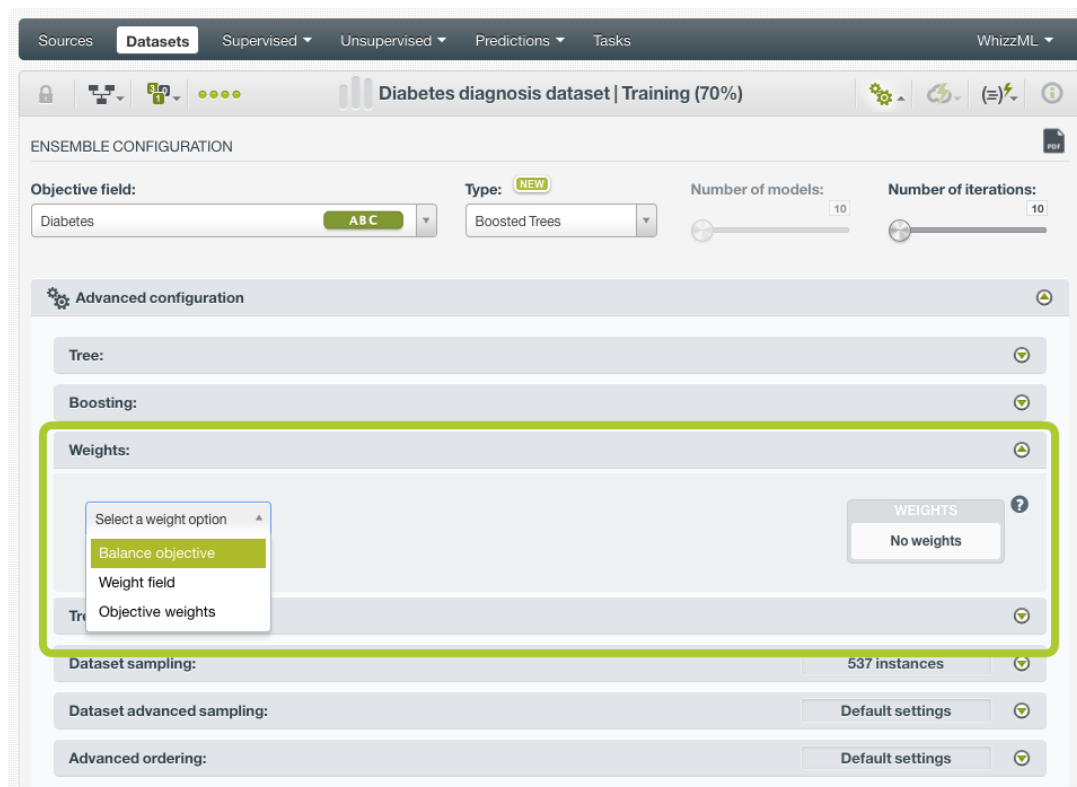 Sources Datasets Supervised Unsupervised Predictions Tasks WhizzML
Diabetes diagnosis dataset | Training (70%)
ENSEMBLE CONFIGURATION
PDF
Objective field: Type: NEW Number of models: Number of iterations:
Diabetes ABC Boosted Trees 10 10
Advanced configuration
Tree:
Boosting:
Weights:
Select a weight option WEIGHTS ?
Balance objective No weights
Weight field
Objective weights
Tre
Dataset sampling: 537 instances
Dataset advanced sampling: Default settings
Advanced ordering: Default settings